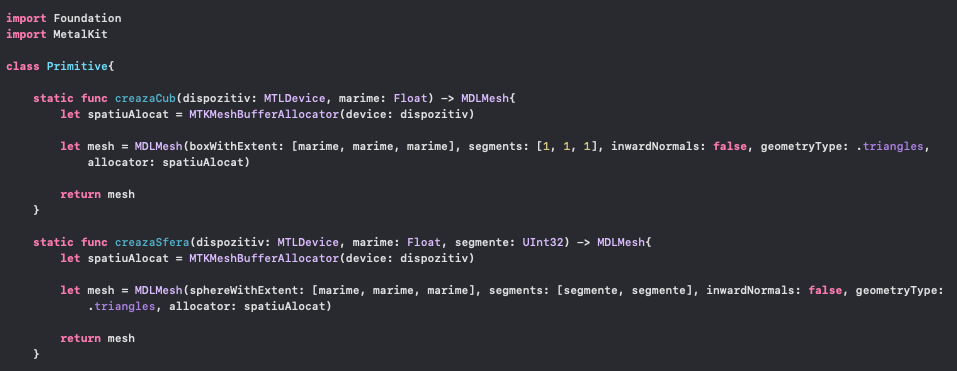 import Foundation
import MetalKit
class Primitive{
static func creazaCub(dispozitiv: MTLDevice, marime: Float) -> MDLMesh{
let spatiuAlocat = MTKMeshBufferAllocator(device: dispozitiv)
let mesh = MDLMesh(boxWithExtent: [marime, marime, marime], segments: [1, 1, 1], inwardNormals: false, geometryType: .triangles,
allocator: spatiuAlocat)
return mesh
}
static func creazaSfera(dispozitiv: MTLDevice, marime: Float, segmente: UInt32) -> MDLMesh{
let spatiuAlocat = MTKMeshBufferAllocator(device: dispozitiv)
let mesh = MDLMesh(sphereWithExtent: [marime, marime, marime], segments: [segmente, segmente], inwardNormals: false, geometryType:
.triangles, allocator: spatiuAlocat)
return mesh
}